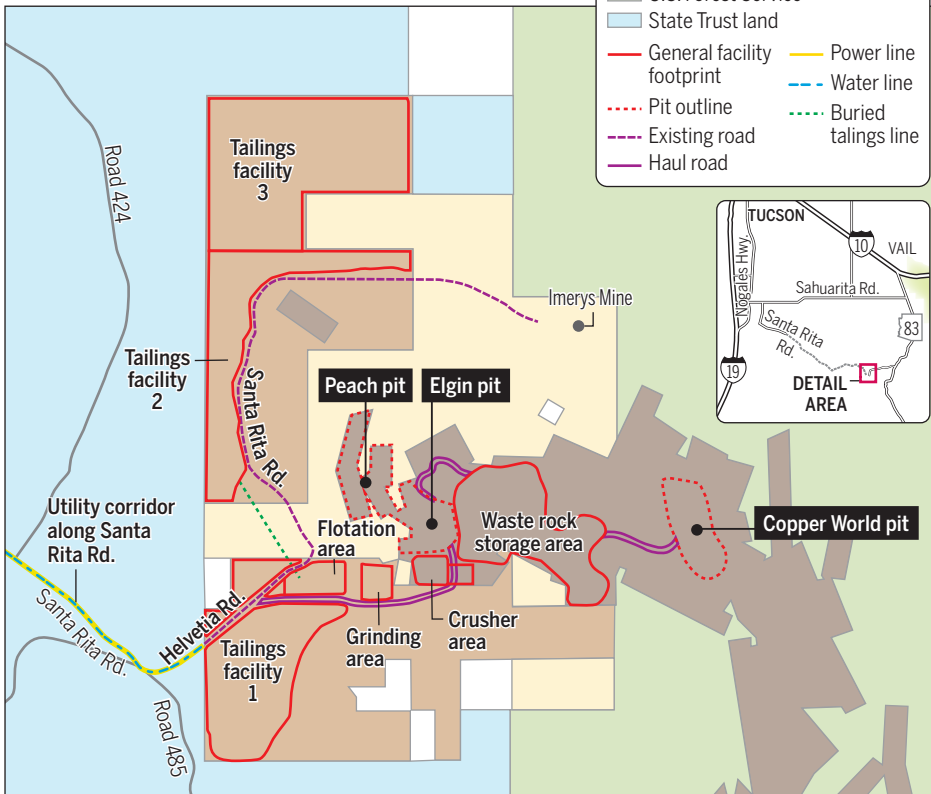 State Trust land
General facility
footprint
Pit outline
Existing road
Haul road
Power line
Water line
Buried
talings line
TUCSON
10
VAIL
Nogales Hwy.
Sahuarita Rd.
Santa Rita
Rd.
83
19
DETAIL
AREA
Road 424
Tailings
facility
3
Imerys Mine
Tailings
facility
2
Santa Rita Rd.
Peach pit
Elgin pit
Utility corridor
along Santa
Rita Rd.
Flotation
area
Waste rock
storage area
Copper World pit
Santa Rita Rd.
Helvetia Rd.
Grinding
area
Crusher
area
Tailings
facility
1
Road 485